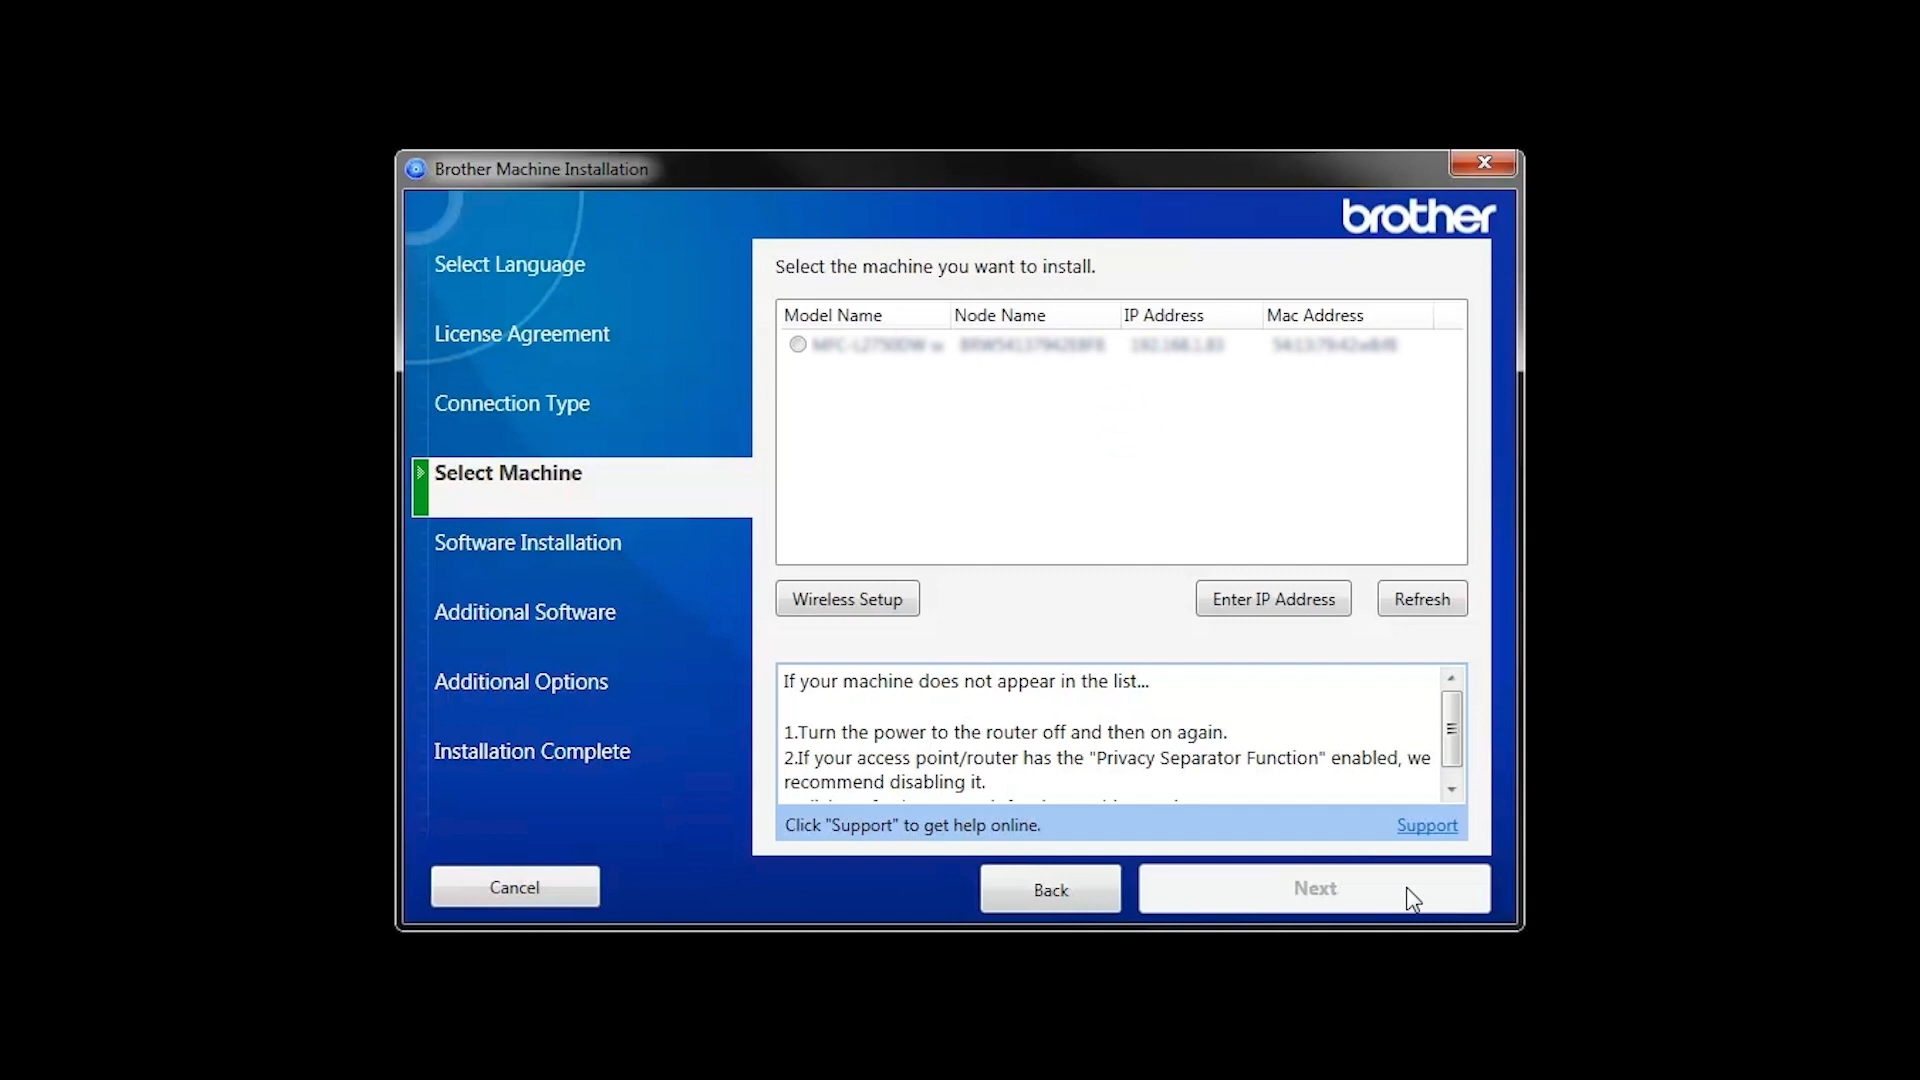 Brother Machine Installation
X
brother
Select Language
License Agreement
Connection Type
Select Machine
Software Installation
Additional Software
Additional Options
Installation Complete
Select the machine you want to install.
Model Name Node Name IP Address Mac Address
Wireless Setup Enter IP Address Refresh
If your machine does not appear in the list...
1.Turn the power to the router off and then on again.
2.If your access point/router has the "Privacy Separator Function" enabled, we
recommend disabling it.
Click "Support" to get help online. Support
Cancel Back Next